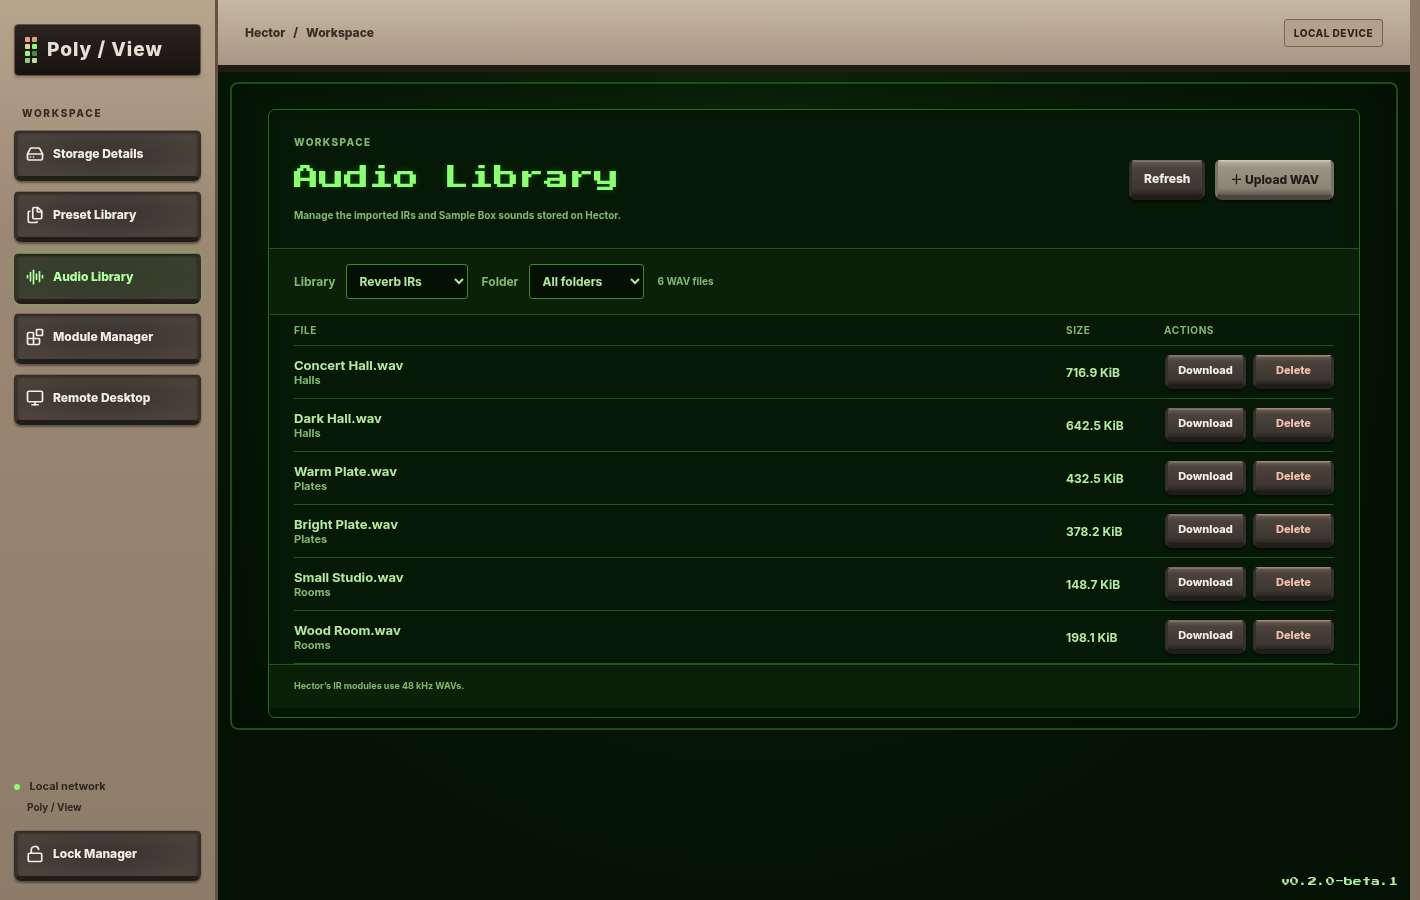 Poly / View
WORKSPACE
Storage Details
Preset Library
Audio Library
Module Manager
Remote Desktop
Local network
Poly / View
Lock Manager
Hector / Workspace
LOCAL DEVICE
WORKSPACE
Audio Library
Manage the imported IRs and Sample Box sounds stored on Hector.
Refresh
+ Upload WAV
Library Reverb IRs Folder All folders 6 WAV files
FILE SIZE ACTIONS
Concert Hall.wav
Halls
716.9 KiB Download Delete
Dark Hall.wav
Halls
642.5 KiB Download Delete
Warm Plate.wav
Plates
432.5 KiB Download Delete
Bright Plate.wav
Plates
378.2 KiB Download Delete
Small Studio.wav
Rooms
148.7 KiB Download Delete
Wood Room.wav
Rooms
198.1 KiB Download Delete
Hector's IR modules use 48 kHz WAVs.
v0.2.0-beta.1